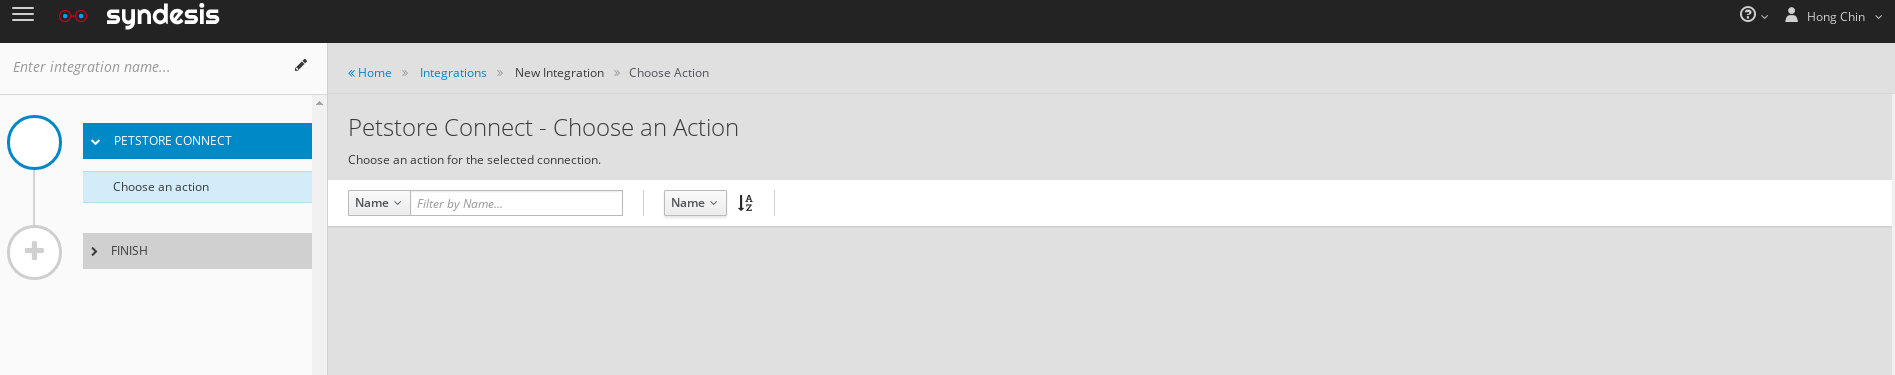 syndesis
Hong Chin
Enter integration name...
« Home » Integrations » New Integration » Choose Action
PETSTORE CONNECT
Choose an action
FINISH
Petstore Connect - Choose an Action
Choose an action for the selected connection.
Name Filter by Name... Name AZ